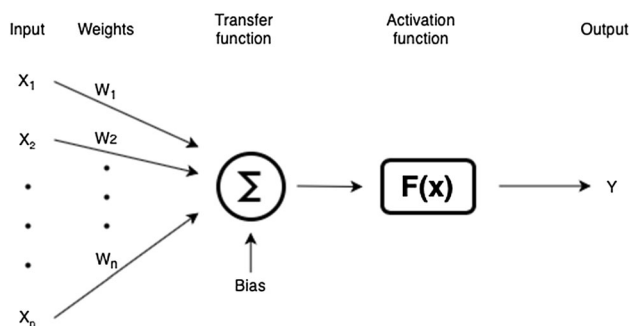 Input
Weights
Transfer
function
Activation
function
Output
X1
W1
X2
W2
Σ
F(x)
Y
Wn
Bias
Xn